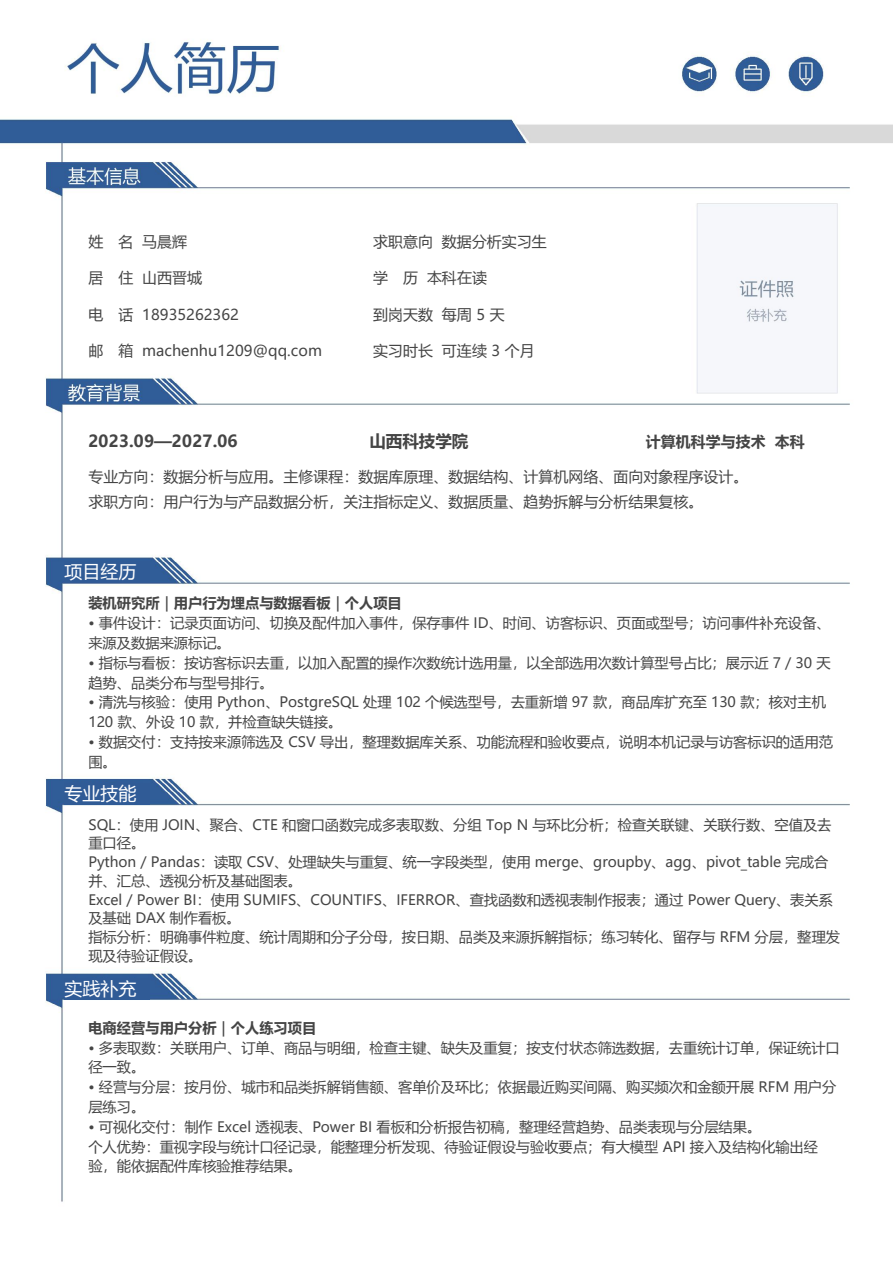 个人简历
基本信息
姓 名 马晨辉
求职意向 数据分析实习生
居 住 山西晋城
学 历 本科在读
电 话 18935262362
到岗天数 每周 5 天
邮 箱 machenhu1209@qq.com
实习时长 可连续 3 个月
证件照
待补充
教育背景
2023.09—2027.06 山西科技学院 计算机科学与技术 本科
专业方向：数据分析与应用。主修课程：数据库原理、数据结构、计算机网络、面向对象程序设计。
求职方向：用户行为与产品数据分析，关注指标定义、数据质量、趋势拆解与分析结果复核。
项目经历
装机研究所｜用户行为埋点与数据看板｜个人项目
• 事件设计：记录页面访问、切换及配件加入事件，保存事件 ID、时间、访客标识、页面或型号；访问事件补充设备、
来源及数据来源标记。
• 指标与看板：按访客标识去重，以加入配置的操作次数统计选用量，以全部选用次数计算型号占比；展示近 7 / 30 天
趋势、品类分布与型号排行。
• 清洗与核验：使用 Python、PostgreSQL 处理 102 个候选型号，去重新增 97 款，商品库扩充至 130 款；核对主机
120 款、外设 10 款，并检查缺失链接。
• 数据交付：支持按来源筛选及 CSV 导出，整理数据库关系、功能流程和验收要点，说明本机记录与访客标识的适用范
围。
专业技能
SQL：使用 JOIN、聚合、CTE 和窗口函数完成多表取数、分组 Top N 与环比分析；检查关联键、关联行数、空值及去
重口径。
Python / Pandas：读取 CSV、处理缺失与重复、统一字段类型，使用 merge、groupby、agg、pivot_table 完成合
并、汇总、透视分析及基础图表。
Excel / Power BI：使用 SUMIFS、COUNTIFS、IFERROR、查找函数和透视表制作报表；通过 Power Query、表关系
及基础 DAX 制作看板。
指标分析：明确事件粒度、统计周期和分子分母，按日期、品类及来源拆解指标；练习转化、留存与 RFM 分层，整理发
现及待验证假设。
实践补充
电商经营与用户分析｜个人练习项目
• 多表取数：关联用户、订单、商品与明细，检查主键、缺失及重复；按支付状态筛选数据，去重统计订单，保证统计口
径一致。
• 经营与分层：按月份、城市和品类拆解销售额、客单价及环比；依据最近购买间隔、购买频次和金额开展 RFM 用户分
层练习。
• 可视化交付：制作 Excel 透视表、Power BI 看板和分析报告初稿，整理经营趋势、品类表现与分层结果。
个人优势：重视字段与统计口径记录，能整理分析发现、待验证假设与验收要点；有大模型 API 接入及结构化输出经
验，能依据配件库核验推荐结果。